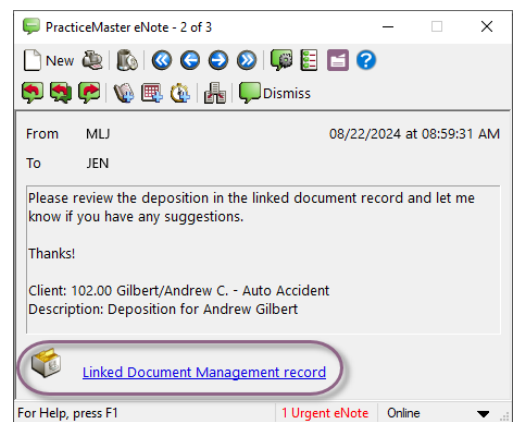 PracticeMaster eNote - 2 of 3
New
Dismiss
From MLJ 08/22/2024 at 08:59:31 AM
To JEN
Please review the deposition in the linked document record and let me
know if you have any suggestions.
Thanks!
Client: 102.00 Gilbert/Andrew C. - Auto Accident
Description: Deposition for Andrew Gilbert
Linked Document Management record
For Help, press F1 1 Urgent eNote Online